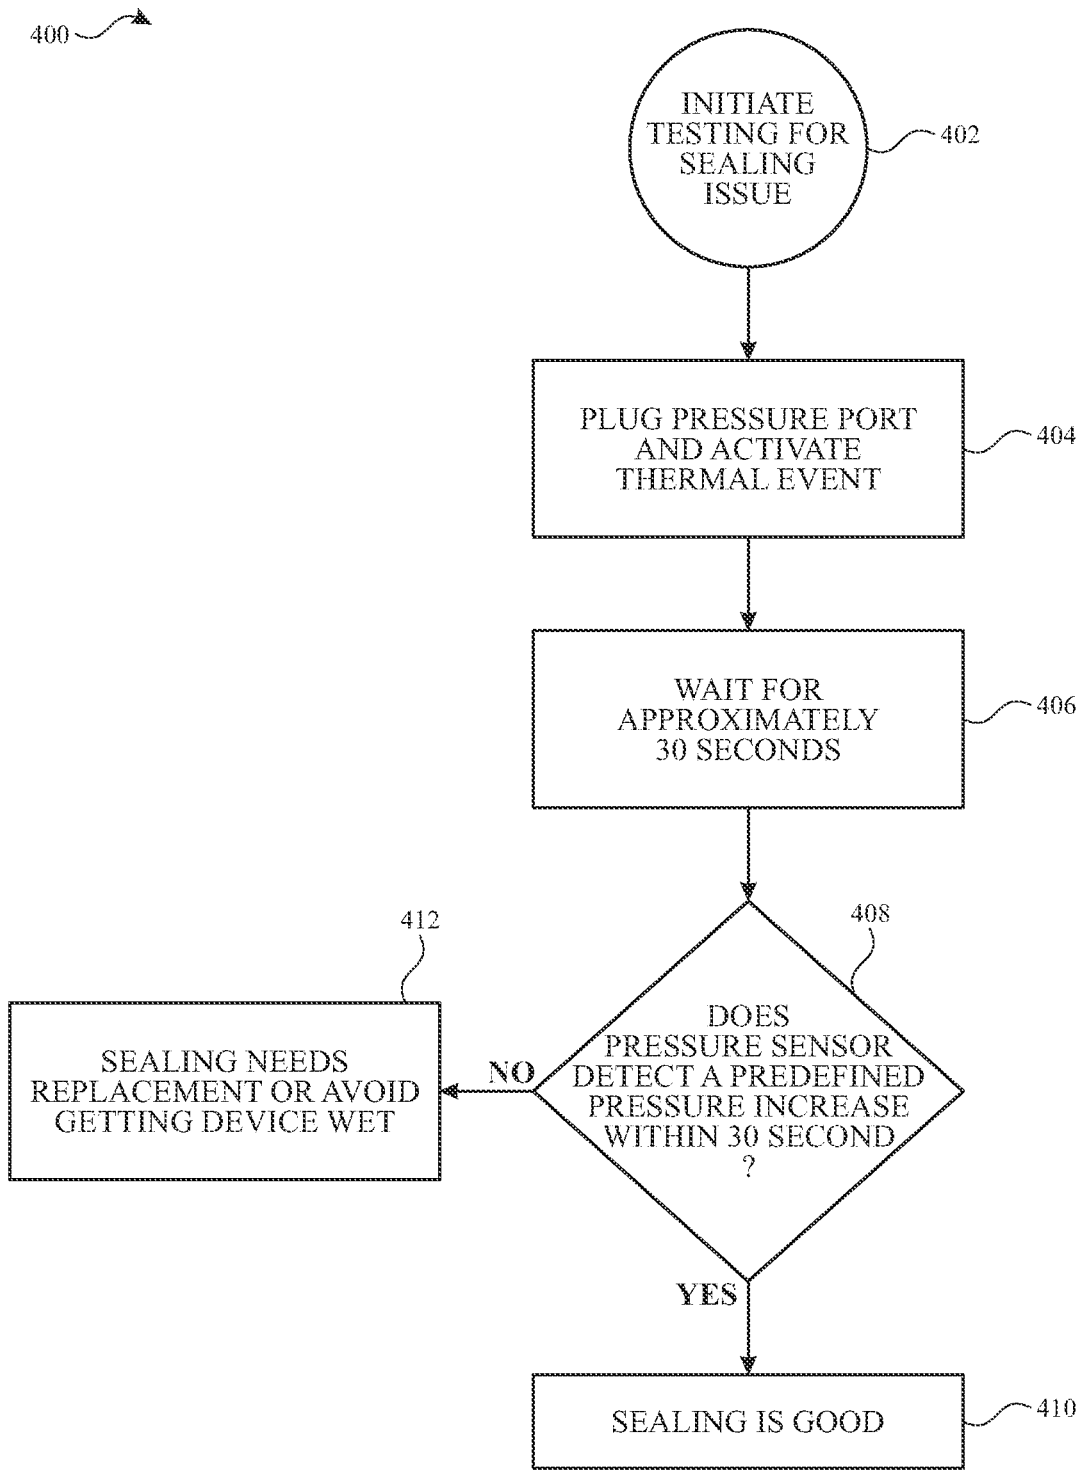 400
INITIATE
TESTING FOR
SEALING
ISSUE
402
PLUG PRESSURE PORT
AND ACTIVATE
THERMAL EVENT
404
WAIT FOR
APPROXIMATELY
30 SECONDS
406
408
DOES
PRESSURE SENSOR
DETECT A PREDEFINED
PRESSURE INCREASE
WITHIN 30 SECOND
?
NO
412
SEALING NEEDS
REPLACEMENT OR AVOID
GETTING DEVICE WET
YES
SEALING IS GOOD
410